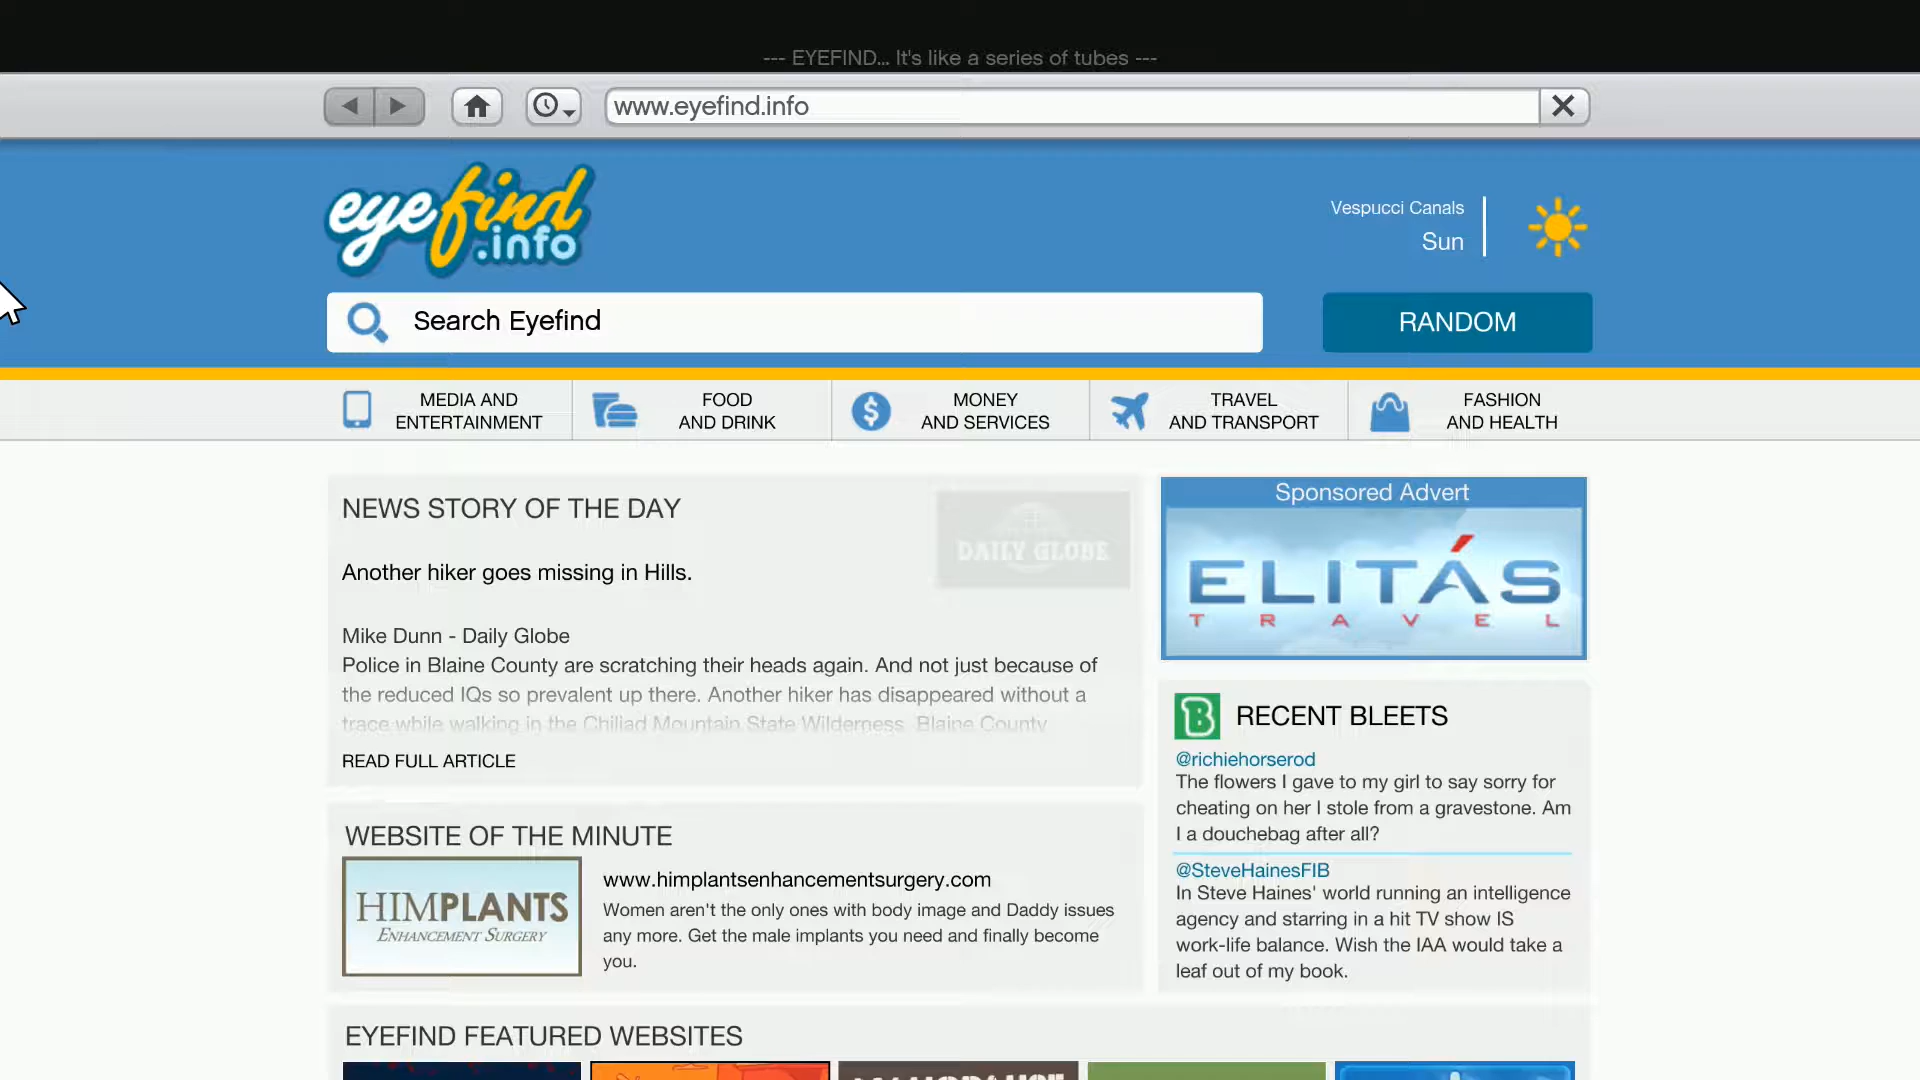 --- EYEFIND... It's like a series of tubes ---
www.eyefind.info
eyefind
.info
Vespucci Canals
Sun
Search Eyefind
RANDOM
MEDIA AND
ENTERTAINMENT
FOOD
AND DRINK
MONEY
AND SERVICES
TRAVEL
AND TRANSPORT
FASHION
AND HEALTH
NEWS STORY OF THE DAY
DAILY GLOBE
Another hiker goes missing in Hills.
Mike Dunn - Daily Globe
Police in Blaine County are scratching their heads again. And not just because of
the reduced IQs so prevalent up there. Another hiker has disappeared without a
trace while walking in the Chiliad Mountain State Wilderness. Blaine County
READ FULL ARTICLE
Sponsored Advert
ELITÁS
TRAVEL
WEBSITE OF THE MINUTE
HIMPLANTS
ENHANCEMENT SURGERY
www.himplantsenhancementsurgery.com
Women aren't the only ones with body image and Daddy issues
any more. Get the male implants you need and finally become
you.
B RECENT BLEETS
@richiehorserod
The flowers I gave to my girl to say sorry for
cheating on her I stole from a gravestone. Am
I a douchebag after all?
@SteveHainesFIB
In Steve Haines' world running an intelligence
agency and starring in a hit TV show IS
work-life balance. Wish the IAA would take a
leaf out of my book.
EYEFIND FEATURED WEBSITES